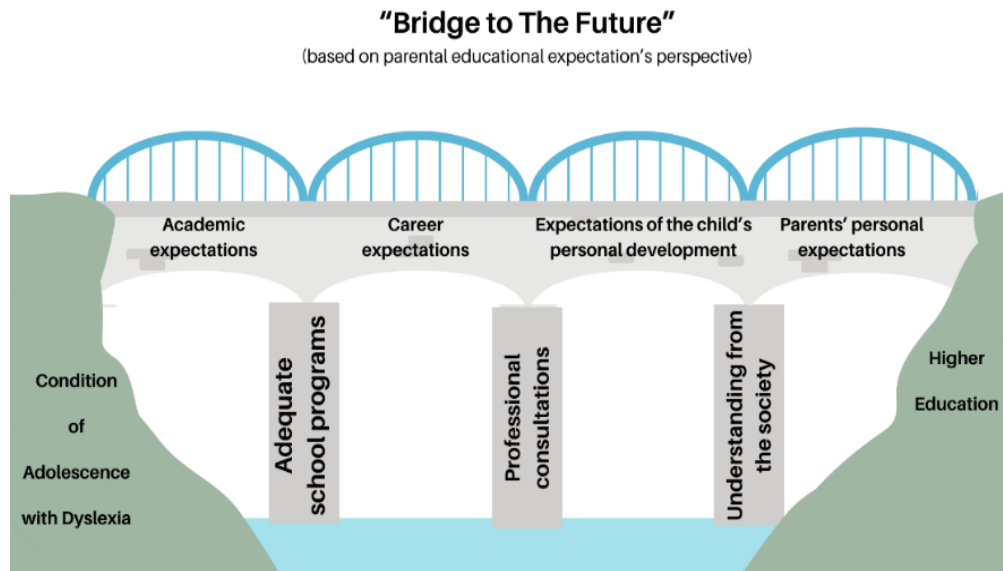 “Bridge to The Future”
(based on parental educational expectation’s perspective)
Academic
expectations
Career
expectations
Expectations of the child’s
personal development
Parents’ personal
expectations
Adequate
school programs
Professional
consultations
Understanding from
the society
Condition
of
Adolescence
with Dyslexia
Higher
Education